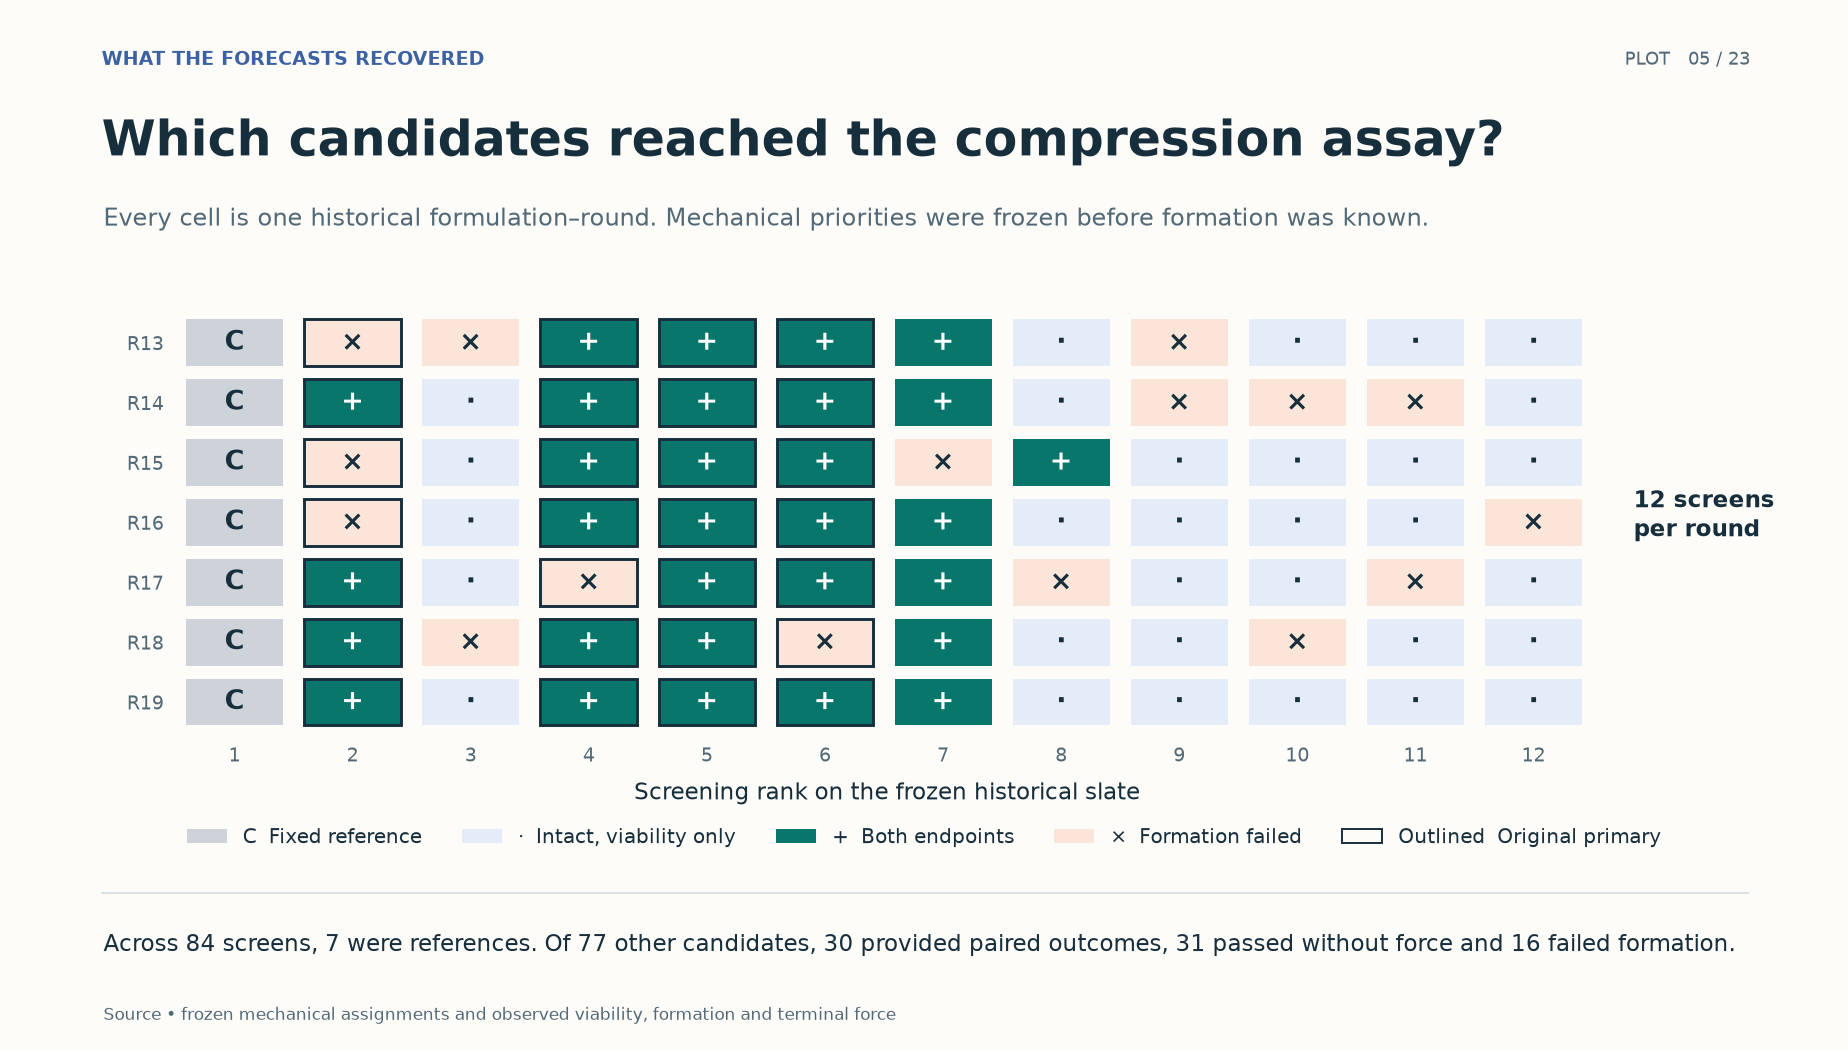 WHAT THE FORECASTS RECOVERED
PLOT 05 / 23
Which candidates reached the compression assay?
Every cell is one historical formulation–round. Mechanical priorities were frozen before formation was known.
R13 C × × + + + + · × · · ·
R14 C + · + + + + · × × × ·
R15 C × · + + + × + · · · ·
R16 C × · + + + + · · · · ×
R17 C + · × + + + × · · × ·
R18 C + × + + × + · · × · ·
R19 C + · + + + + · · · · ·
12 screens
per round
1 2 3 4 5 6 7 8 9 10 11 12
Screening rank on the frozen historical slate
C Fixed reference · Intact, viability only + Both endpoints × Formation failed Outlined Original primary
Across 84 screens, 7 were references. Of 77 other candidates, 30 provided paired outcomes, 31 passed without force and 16 failed formation.
Source • frozen mechanical assignments and observed viability, formation and terminal force